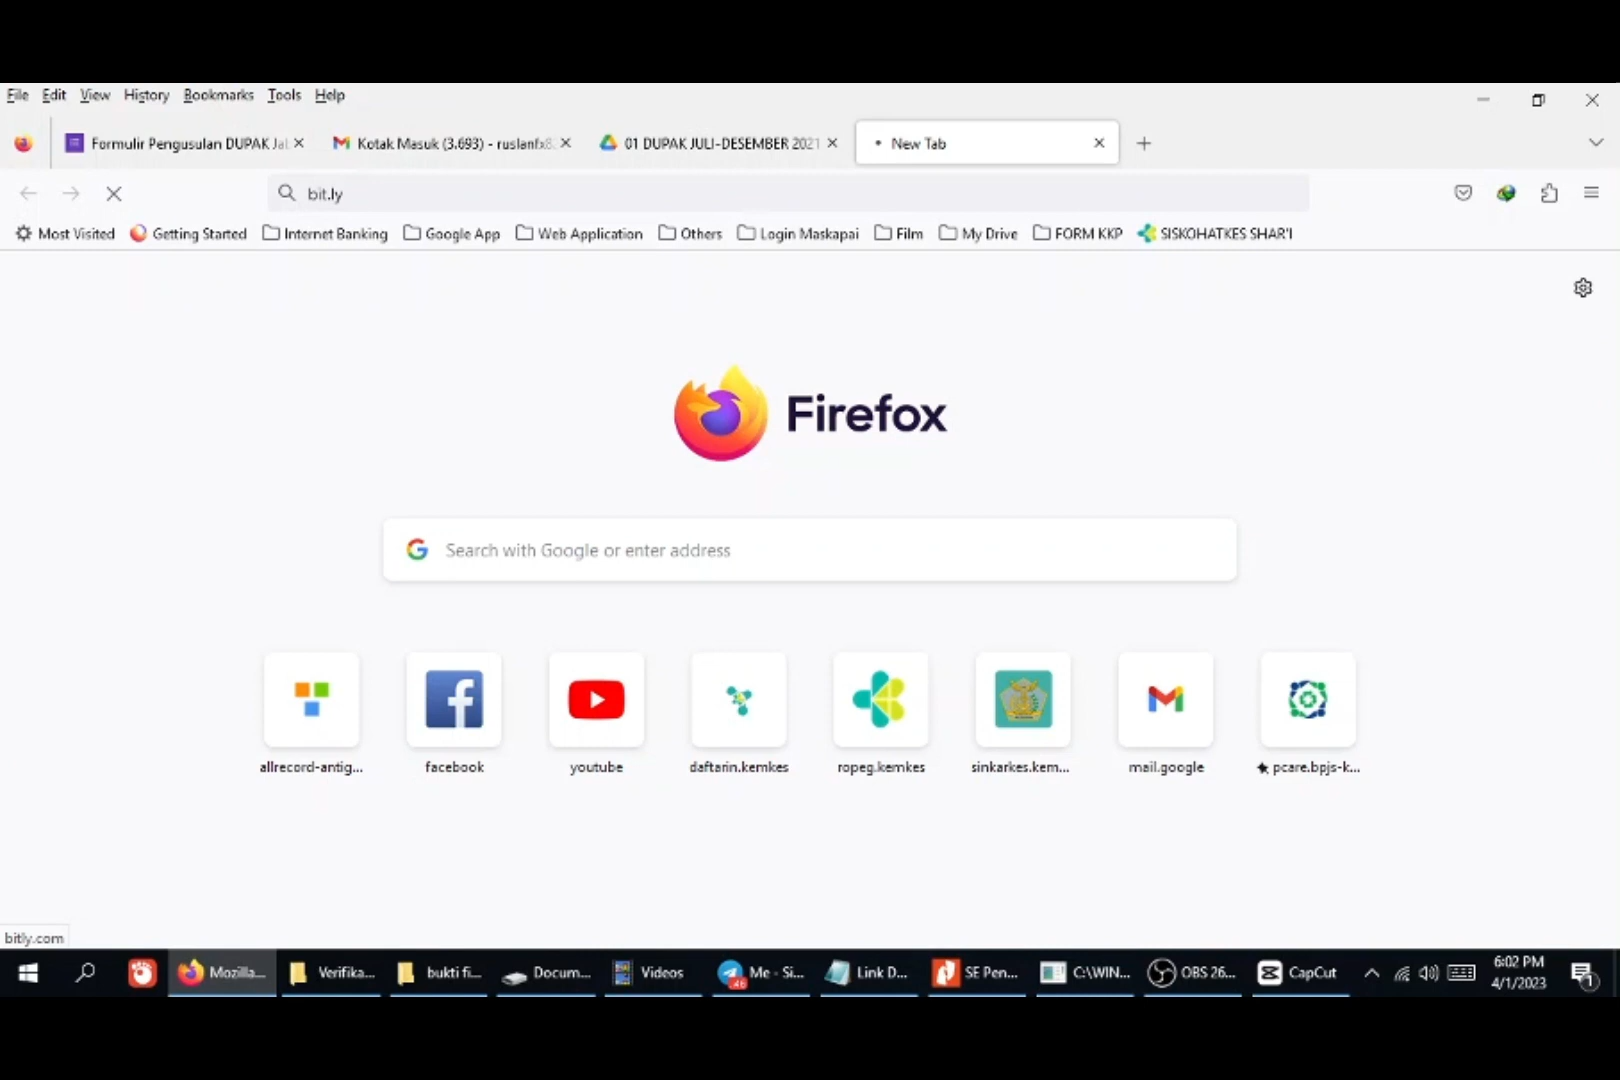 File Edit View History Bookmarks Tools Help
Formulir Pengusulan DUPAK Jal Kotak Masuk (3.693) - ruslanfx8 01 DUPAK JULI-DESEMBER 2021 New Tab
bit.ly
Most Visited Getting Started Internet Banking Google App Web Application Others Login Maskapai Film My Drive FORM KKP SISKOHATKES SHAR'I
Firefox
Search with Google or enter address
allrecord-antig... facebook youtube daftarin.kemkes ropeg.kemkes sinkarkes.kem... mail.google pcare.bpjs-k...
bitly.com
Mozilla... Verifika... bukti fi... Docum... Videos Me - Si... Link D... SE Pen... C:\WIN... OBS 26... CapCut 6:02 PM
4/1/2023